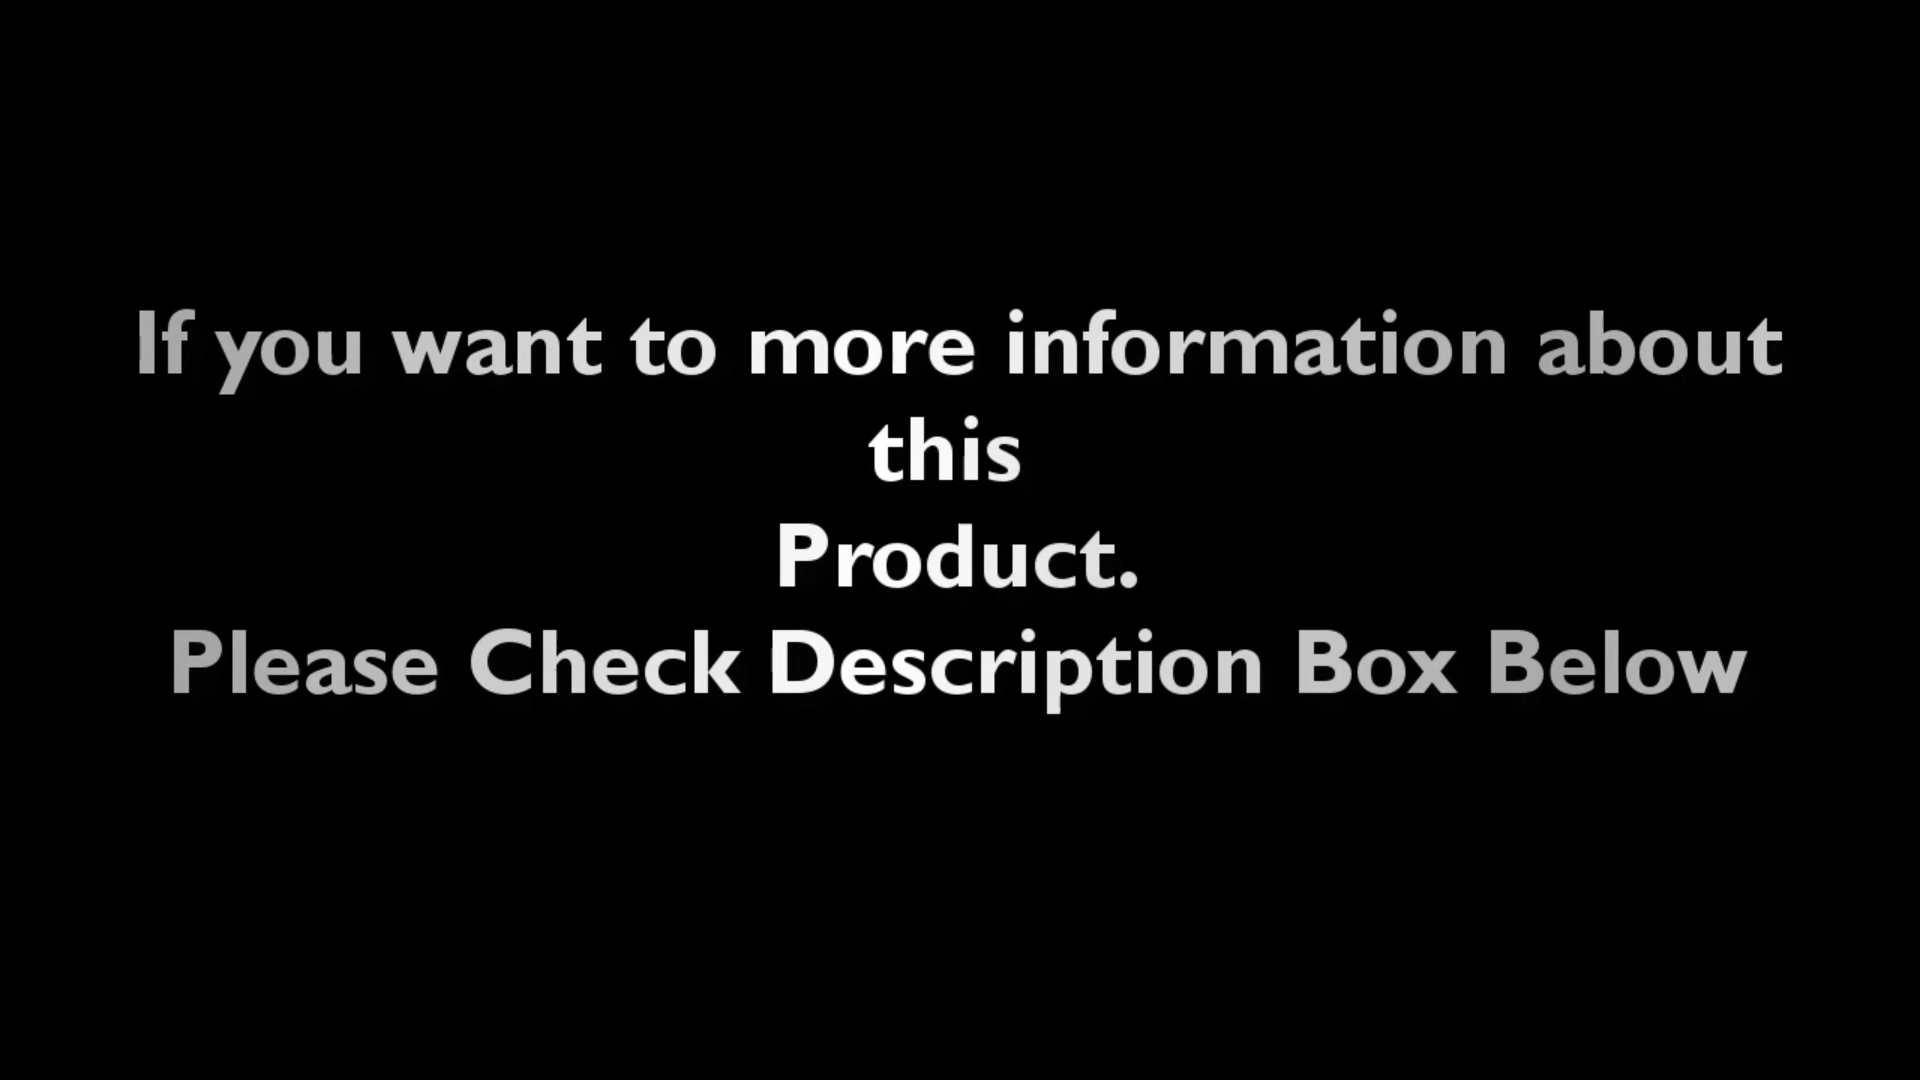 If you want to more information about
this
Product.
Please Check Description Box Below